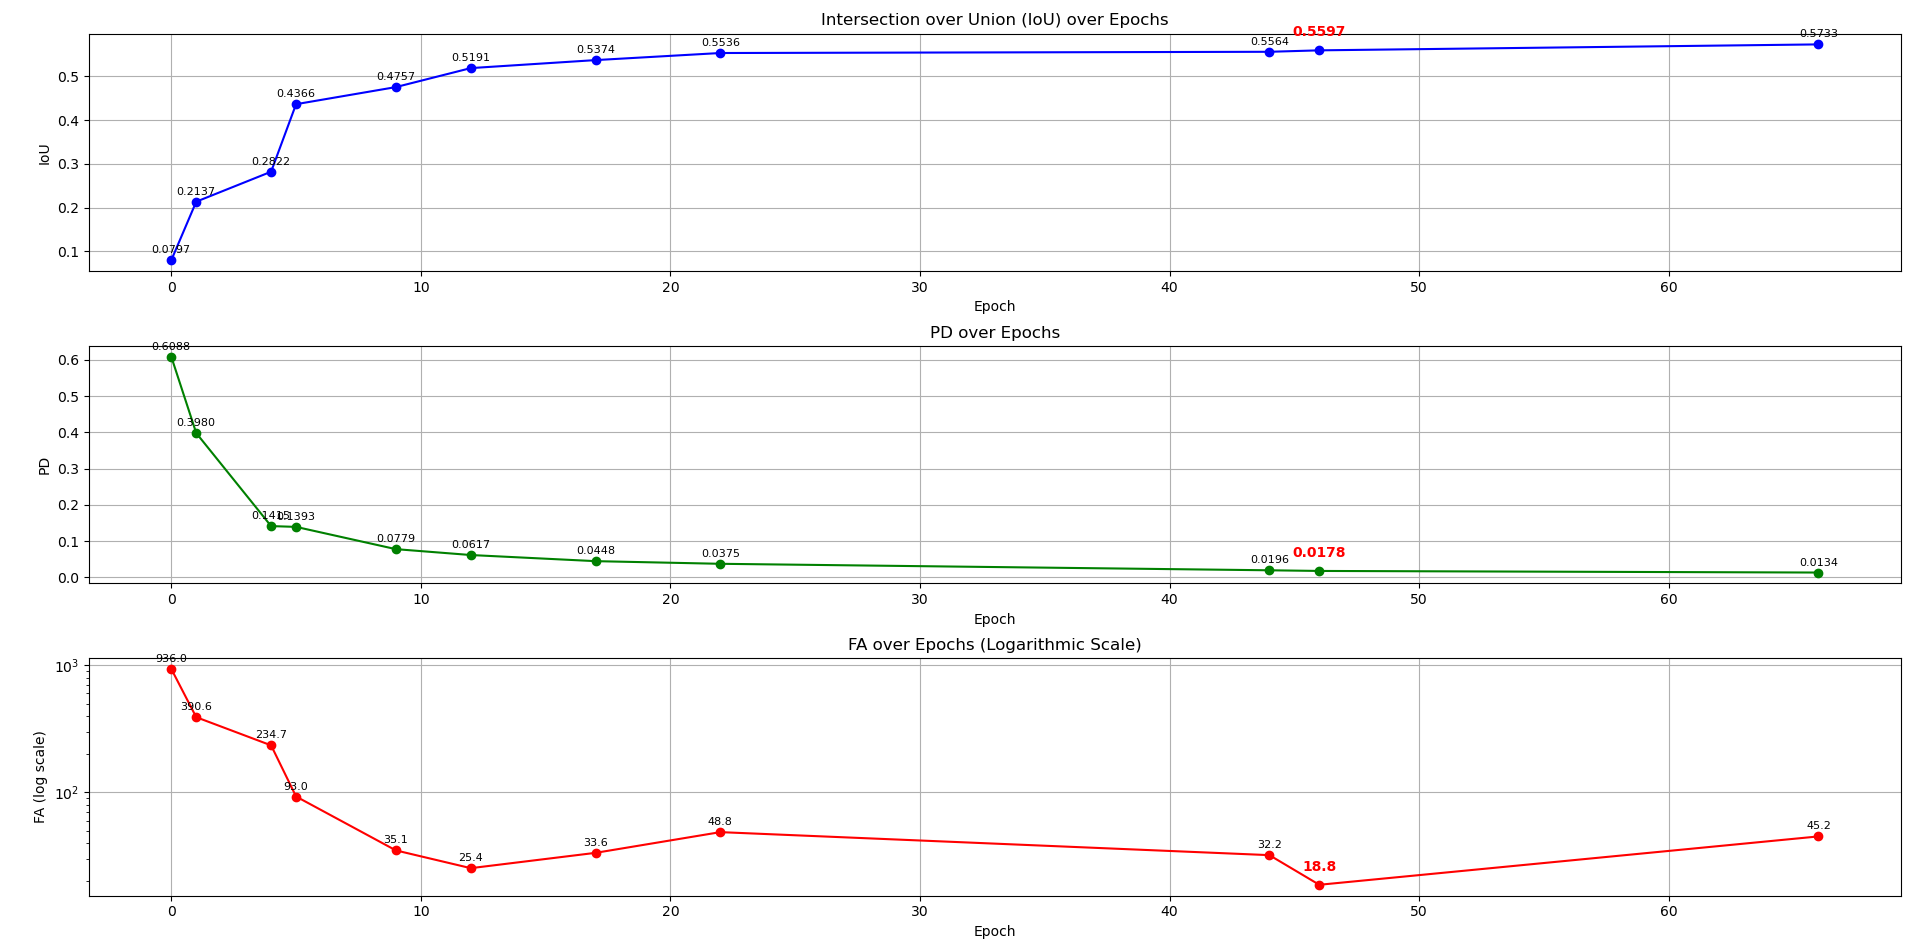 Intersection over Union (IoU) over Epochs
0.0797 0.2137 0.2822 0.4366 0.4757 0.5191 0.5374 0.5536 0.5564 0.5597 0.5733
IoU
0.5
0.4
0.3
0.2
0.1
0 10 20 30 40 50 60
Epoch
PD over Epochs
0.6088 0.3980 0.1415 0.1393 0.0779 0.0617 0.0448 0.0375 0.0196 0.0178 0.0134
PD
0.6
0.5
0.4
0.3
0.2
0.1
0.0
0 10 20 30 40 50 60
Epoch
FA over Epochs (Logarithmic Scale)
936.0 390.6 234.7 93.0 35.1 25.4 33.6 48.8 32.2 18.8 45.2
FA (log scale)
10³
10²
0 10 20 30 40 50 60
Epoch